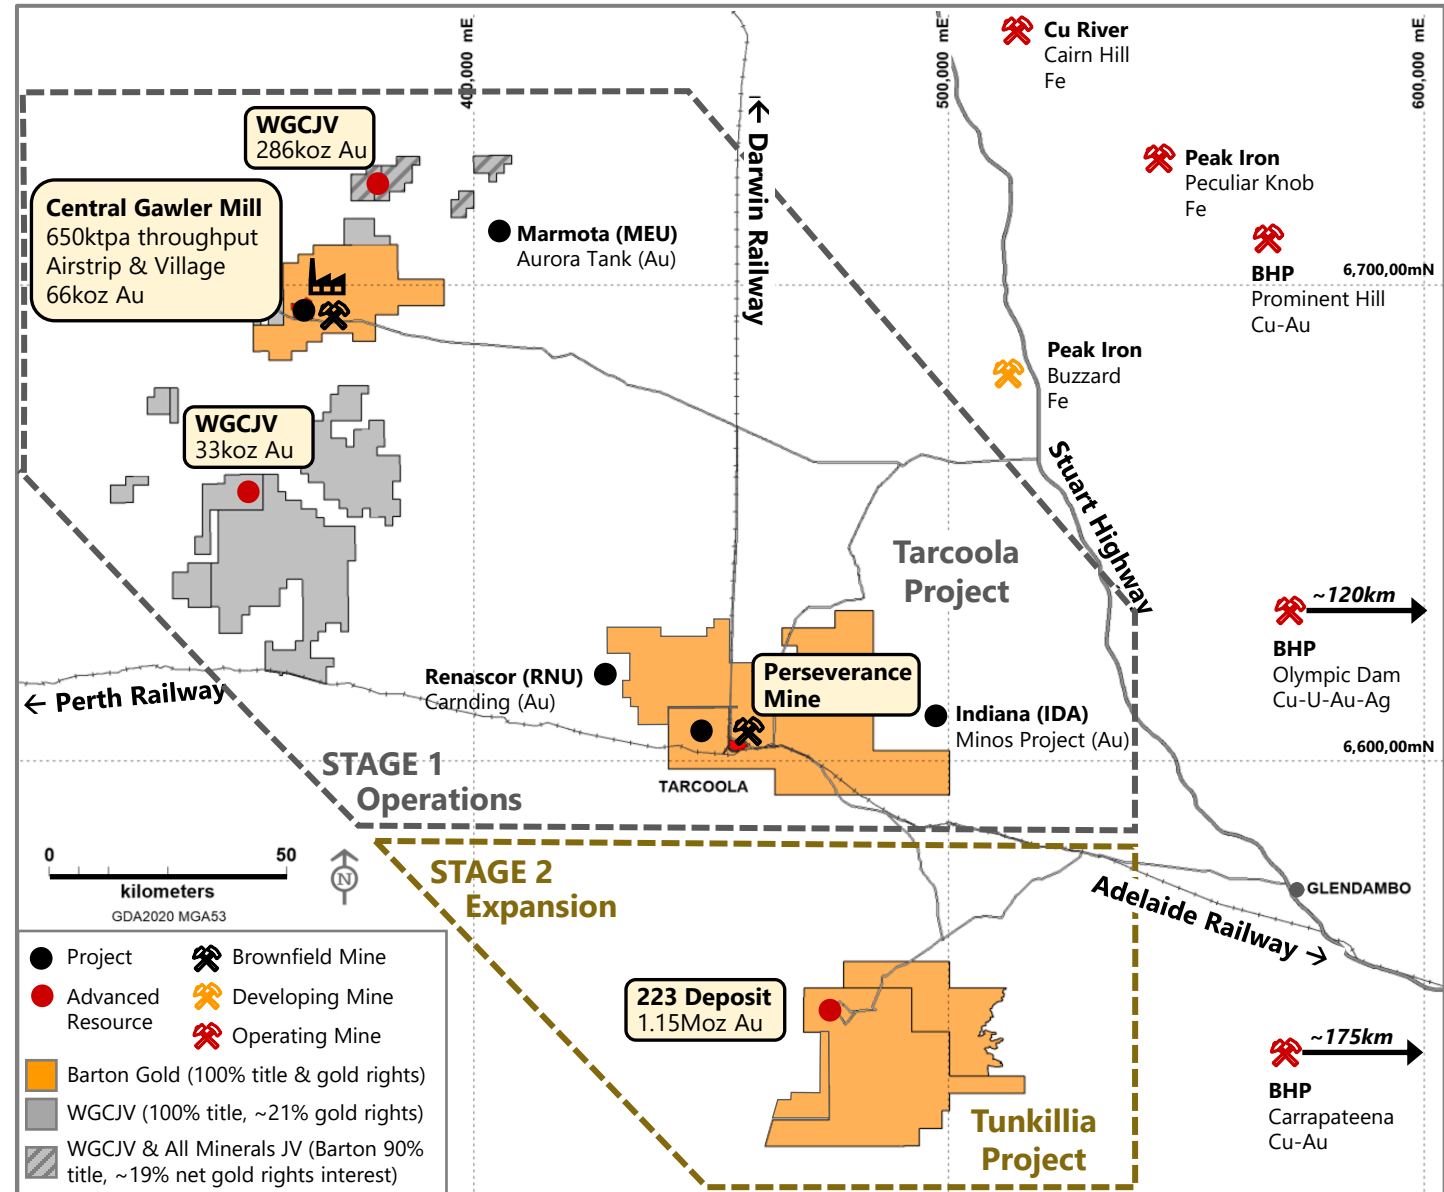 400,000 mE
500,000 mE
600,000 mE
Cu River
Cairn Hill
Fe
WGCJV
286koz Au
← Darwin Railway
Peak Iron
Peculiar Knob
Fe
Central Gawler Mill
650ktpa throughput
Airstrip & Village
66koz Au
Marmota (MEU)
Aurora Tank (Au)
BHP
Prominent Hill
Cu-Au
6,700,00mN
Peak Iron
Buzzard
Fe
WGCJV
33koz Au
Stuart Highway
Tarcoola
Project
~120km
BHP
Olympic Dam
Cu-U-Au-Ag
← Perth Railway
Renascor (RNU)
Carnding (Au)
Perseverance
Mine
Indiana (IDA)
Minos Project (Au)
6,600,00mN
TARCOOLA
STAGE 1
Operations
0
50
kilometers
GDA2020 MGA53
N
STAGE 2
Expansion
GLENDAMBO
Adelaide Railway →
223 Deposit
1.15Moz Au
~175km
BHP
Carrapateena
Cu-Au
Tunkillia
Project
Project
Brownfield Mine
Advanced
Resource
Developing Mine
Operating Mine
Barton Gold (100% title & gold rights)
WGCJV (100% title, ~21% gold rights)
WGCJV & All Minerals JV (Barton 90%
title, ~19% net gold rights interest)